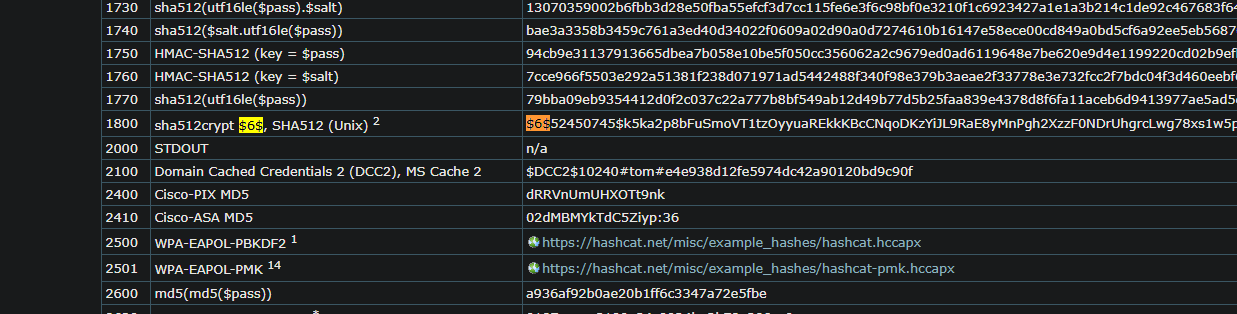 1730 sha512(utf16le($pass).$salt) 13070359002b6fbb3d28e50fba55efcf3d7cc115fe6e3f6c98bf0e3210f1c6923427a1e1a3b214c1de92c467683f6
1740 sha512($salt.utf16le($pass)) bae3a3358b3459c761a3ed40d34022f0609a02d90a0d7274610b16147e58ece00cd849a0bd5cf6a92ee5eb5687
1750 HMAC-SHA512 (key = $pass) 94cb9e31137913665dbea7b058e10be5f050cc356062a2c9679ed0ad6119648e7be620e9d4e1199220cd02b9ef
1760 HMAC-SHA512 (key = $salt) 7cce966f5503e292a51381f238d071971ad5442488f340f98e379b3aeae2f33778e3e732fcc2f7bdc04f3d460eebf
1770 sha512(utf16le($pass)) 79bba09eb9354412d0f2c037c22a777b8bf549ab12d49b77d5b25faa839e4378d8f6fa11aceb6d9413977ae5ad5
1800 sha512crypt $6$, SHA512 (Unix) 2 $6$52450745$k5ka2p8bFuSmoVT1tzOyyuaREkkKBcCNqoDKzYiJL9RaE8yMnPgh2XzzF0NDrUhgrcLwg78xs1w5p
2000 STDOUT n/a
2100 Domain Cached Credentials 2 (DCC2), MS Cache 2 $DCC2$10240#tom#e4e938d12fe5974dc42a90120bd9c90f
2400 Cisco-PIX MD5 dRRVnUmUHXOTt9nk
2410 Cisco-ASA MD5 02dMBMYkTdC5Ziyp:36
2500 WPA-EAPOL-PBKDF2 1 https://hashcat.net/misc/example_hashes/hashcat.hccapx
2501 WPA-EAPOL-PMK 14 https://hashcat.net/misc/example_hashes/hashcat-pmk.hccapx
2600 md5(md5($pass)) a936af92b0ae20b1ff6c3347a72e5fbe